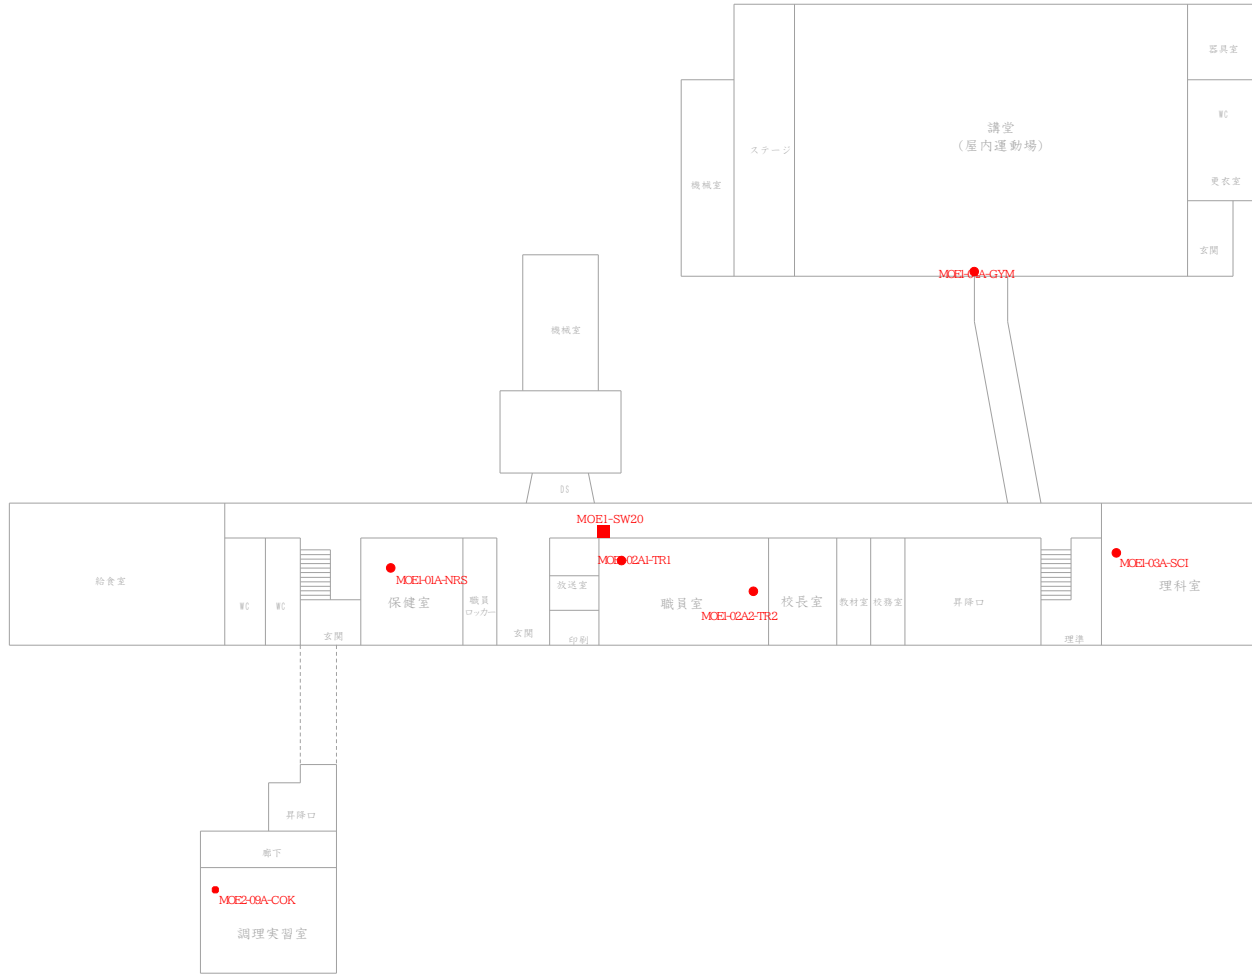 器具室
WC
講堂
(屋内運動場)
ステージ
更衣室
機械室
玄関
MOE1-04A-GYM
機械室
DS
MOE1-SW20
MOE1-02A1-TR1
MOE1-03A-SCI
給食室
MOE1-01A-NRS
放送室
理科室
WC
WC
保健室
職員
ロッカー
職員室
校長室
教材室
校務室
昇降口
MOE1-02A2-TR2
玄関
玄関
印刷
理準
昇降口
廊下
MOE2-09A-COK
調理実習室